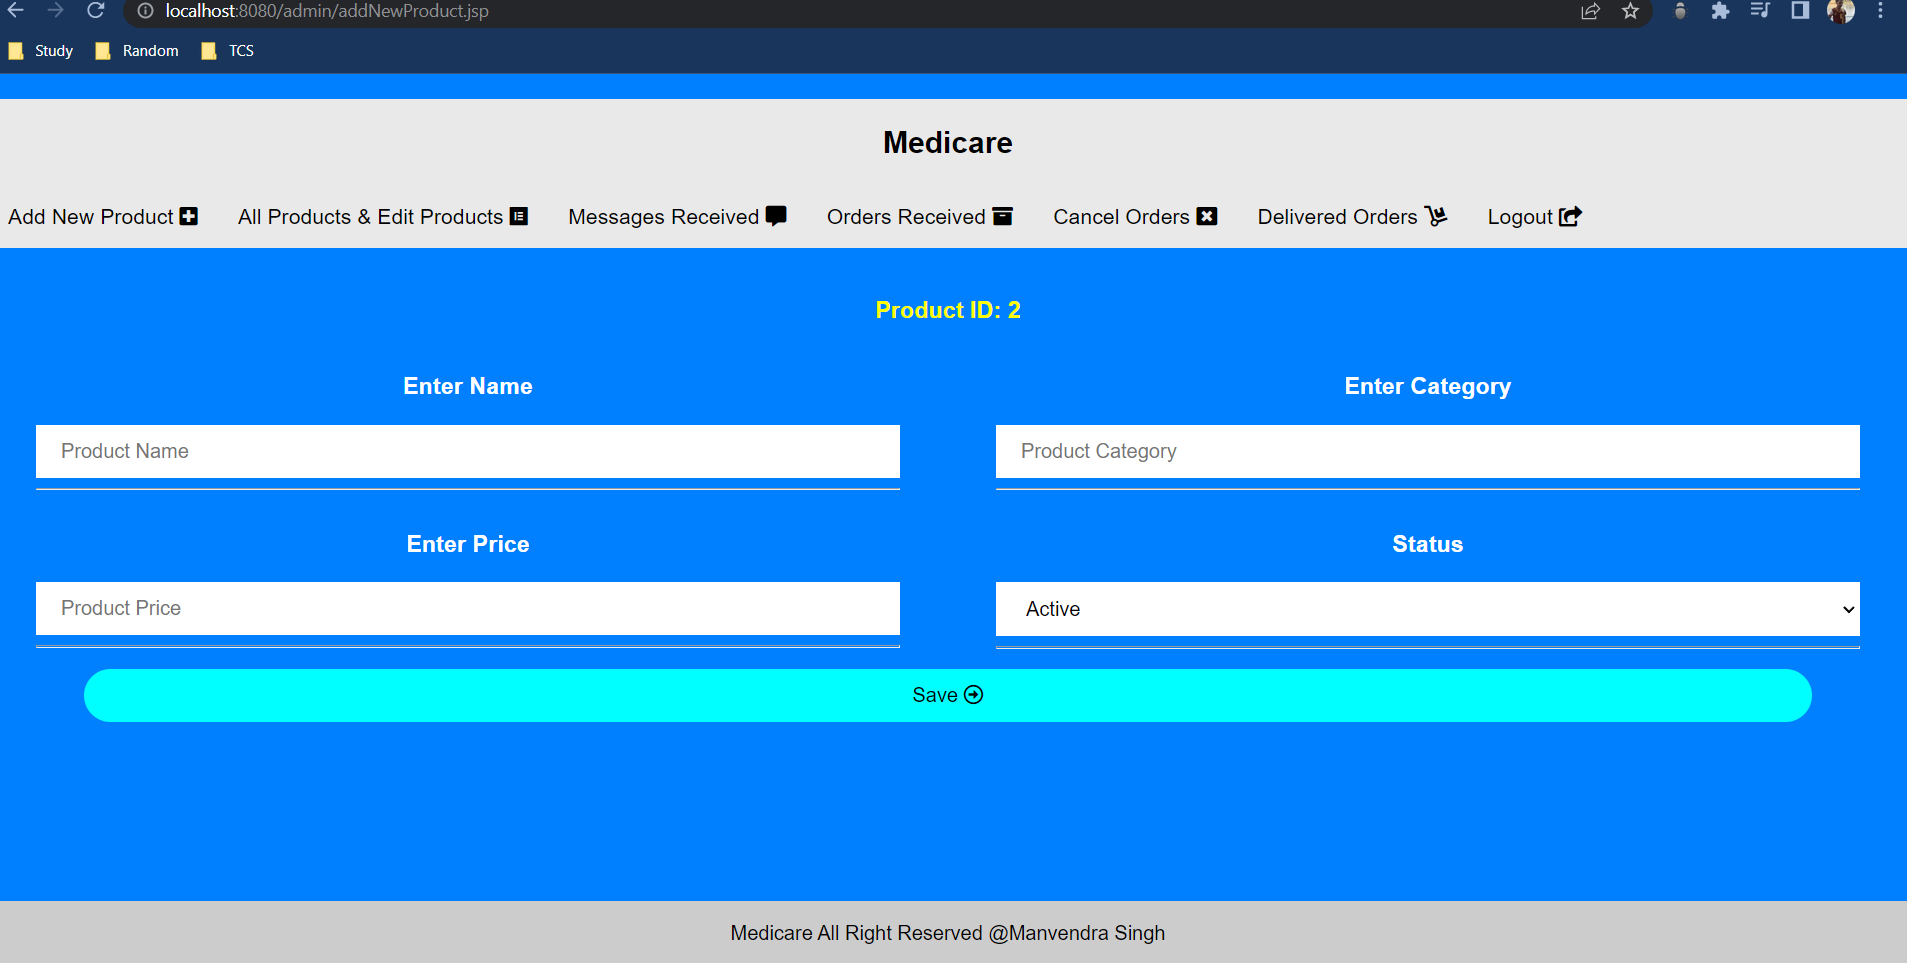 localhost:8080/admin/addNewProduct.jsp
Study Random TCS
Medicare
Add New Product All Products & Edit Products Messages Received Orders Received Cancel Orders Delivered Orders Logout
Product ID: 2
Enter Name Enter Category
Product Name Product Category
Enter Price Status
Product Price Active
Save
Medicare All Right Reserved @Manvendra Singh